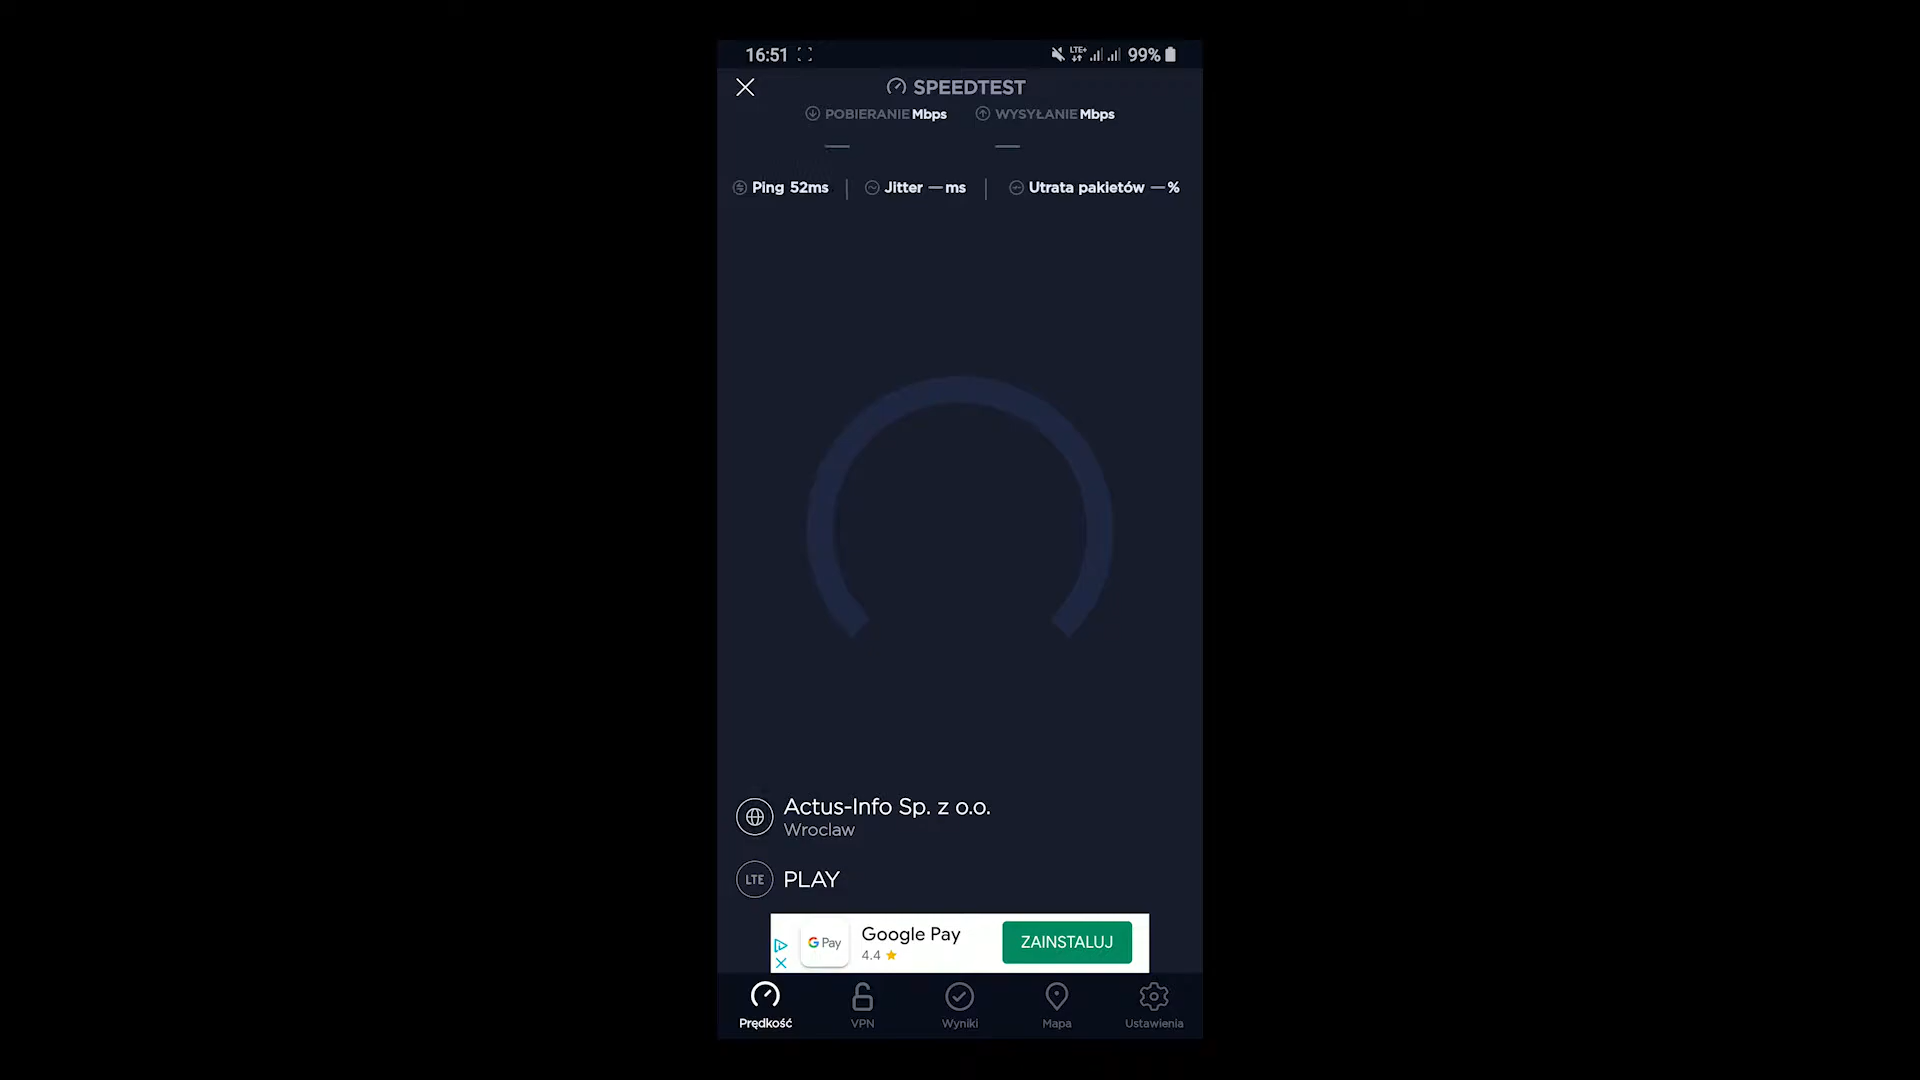 16:51 LTE+ 99%
SPEEDTEST
POBIERANIE Mbps WYSYŁANIE Mbps
— —
Ping 52ms | Jitter — ms | Utrata pakietów — %
Actus-Info Sp. z o.o.
Wroclaw
LTE PLAY
G Pay Google Pay ZAINSTALUJ
4.4
Prędkość VPN Wyniki Mapa Ustawienia